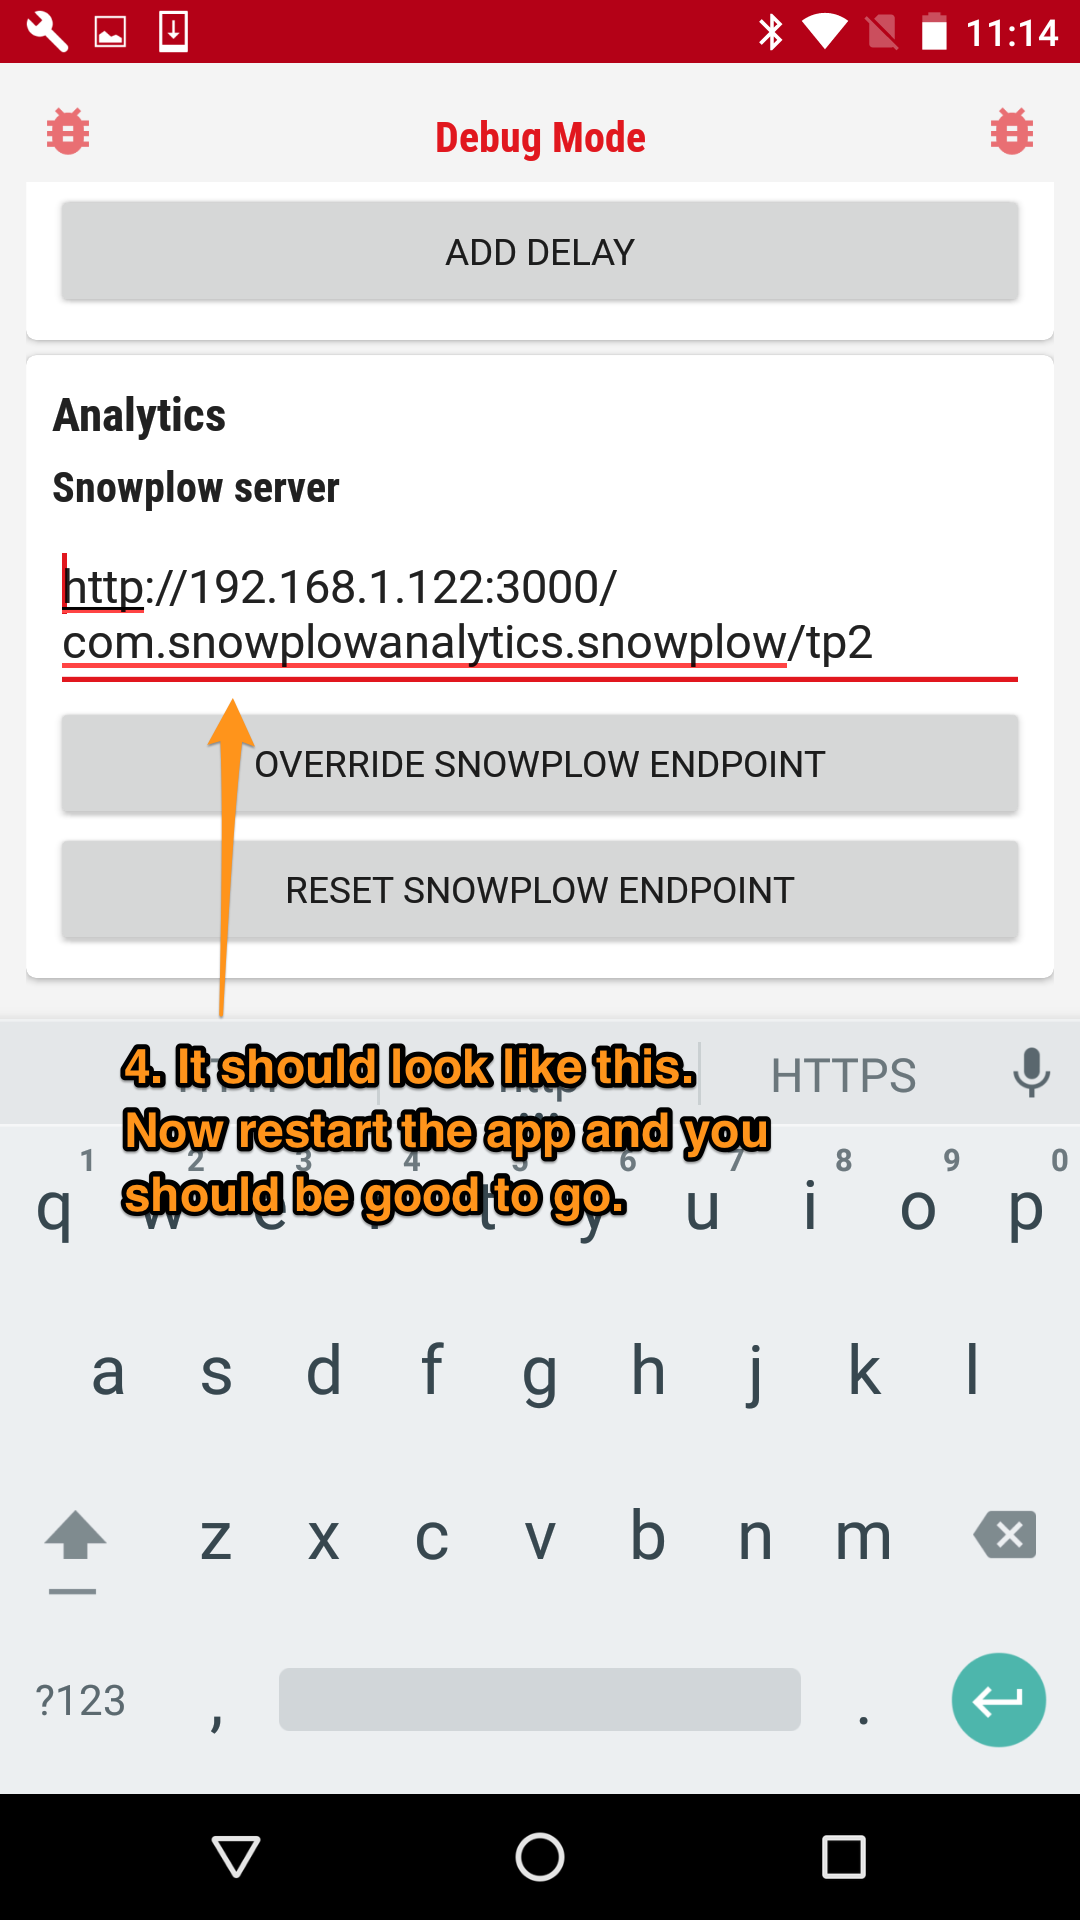 11:14
Debug Mode
ADD DELAY
Analytics
Snowplow server
http://192.168.1.122:3000/
com.snowplowanalytics.snowplow/tp2
OVERRIDE SNOWPLOW ENDPOINT
RESET SNOWPLOW ENDPOINT
4. It should look like this.
Now restart the app and you
should be good to go.
http HTTPS
1 2 3 4 5 6 7 8 9 0
q w e t y u i o p
a s d f g h j k l
z x c v b n m
?123 , .